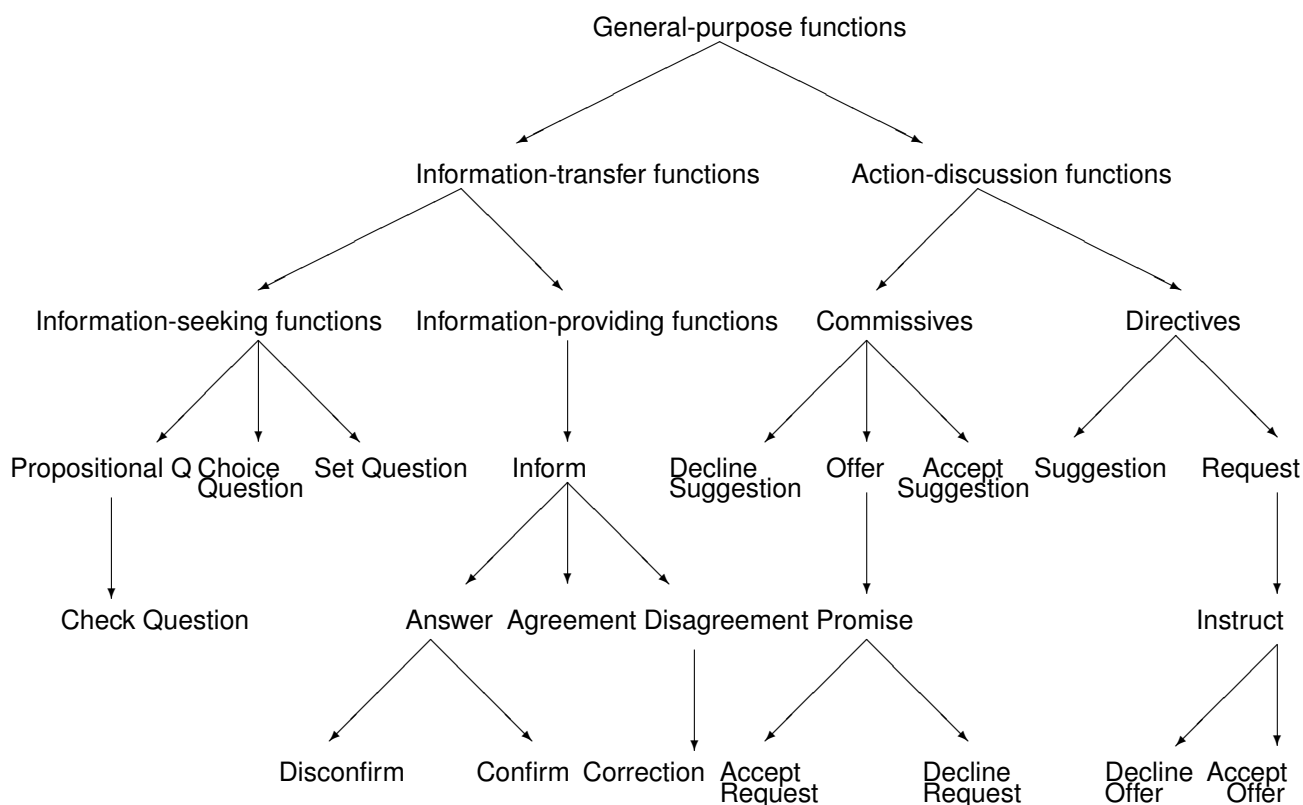 General-purpose functions
Information-transfer functions
Action-discussion functions
Information-seeking functions
Information-providing functions
Commissives
Directives
Propositional Q
Choice
Question
Set Question
Inform
Decline
Suggestion
Offer
Accept
Suggestion
Suggestion
Request
Check Question
Answer
Agreement
Disagreement
Promise
Instruct
Disconfirm
Confirm
Correction
Accept
Request
Decline
Request
Decline
Offer
Accept
Offer